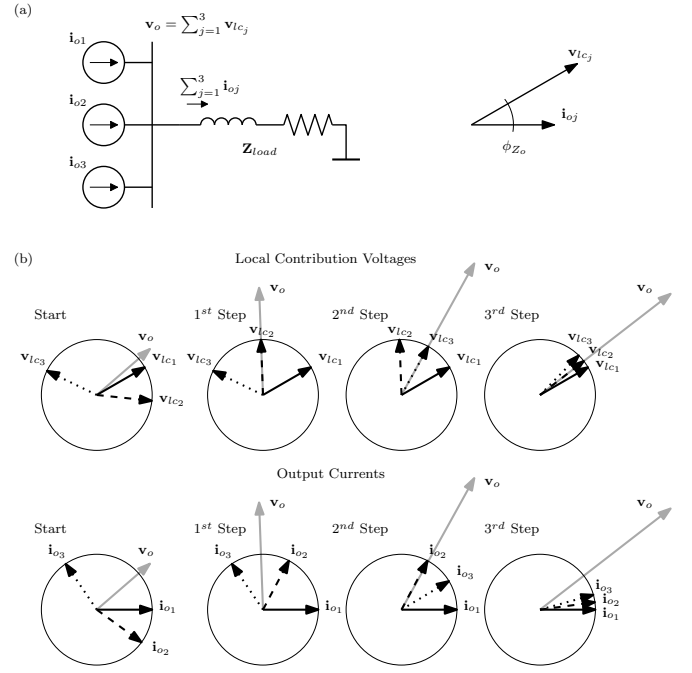 (a)
v_o = ∑_{j=1}^{3} v_{lc_j}
i_{o1}
i_{o2}
i_{o3}
∑_{j=1}^{3} i_{oj}
Z_{load}
v_{lc_j}
i_{oj}
ϕ_{Z_o}
(b)
Local Contribution Voltages
Start
v_o
v_{lc_1}
v_{lc_2}
v_{lc_3}
1^{st} Step
v_o
v_{lc_2}
v_{lc_3}
v_{lc_1}
2^{nd} Step
v_o
v_{lc_2}
v_{lc_3}
v_{lc_1}
3^{rd} Step
v_o
v_{lc_3}
v_{lc_2}
v_{lc_1}
Output Currents
Start
i_{o_3}
v_o
i_{o_1}
i_{o_2}
1^{st} Step
v_o
i_{o_3}
i_{o_2}
i_{o_1}
2^{nd} Step
v_o
i_{o_2}
i_{o_3}
i_{o_1}
3^{rd} Step
v_o
i_{o_3}
i_{o_2}
i_{o_1}